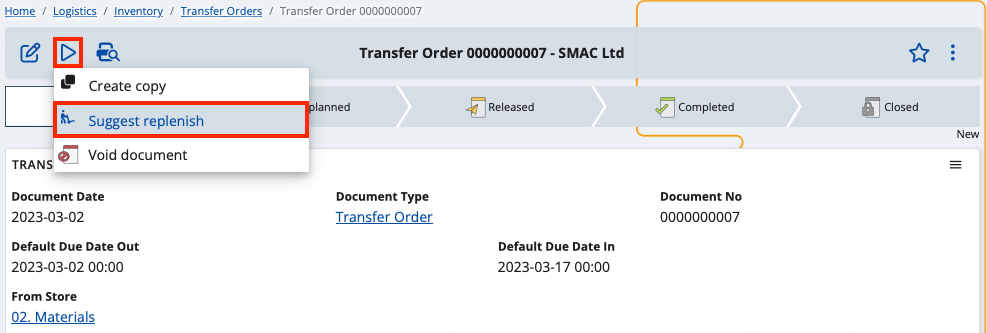 Home / Logistics / Inventory / Transfer Orders / Transfer Order 0000000007
Transfer Order 0000000007 - SMAC Ltd
Create copy
Suggest replenish
Void document
planned
Released
Completed
Closed
New
TRANS
Document Date
2023-03-02
Document Type
Transfer Order
Document No
0000000007
Default Due Date Out
2023-03-02 00:00
Default Due Date In
2023-03-17 00:00
From Store
02. Materials